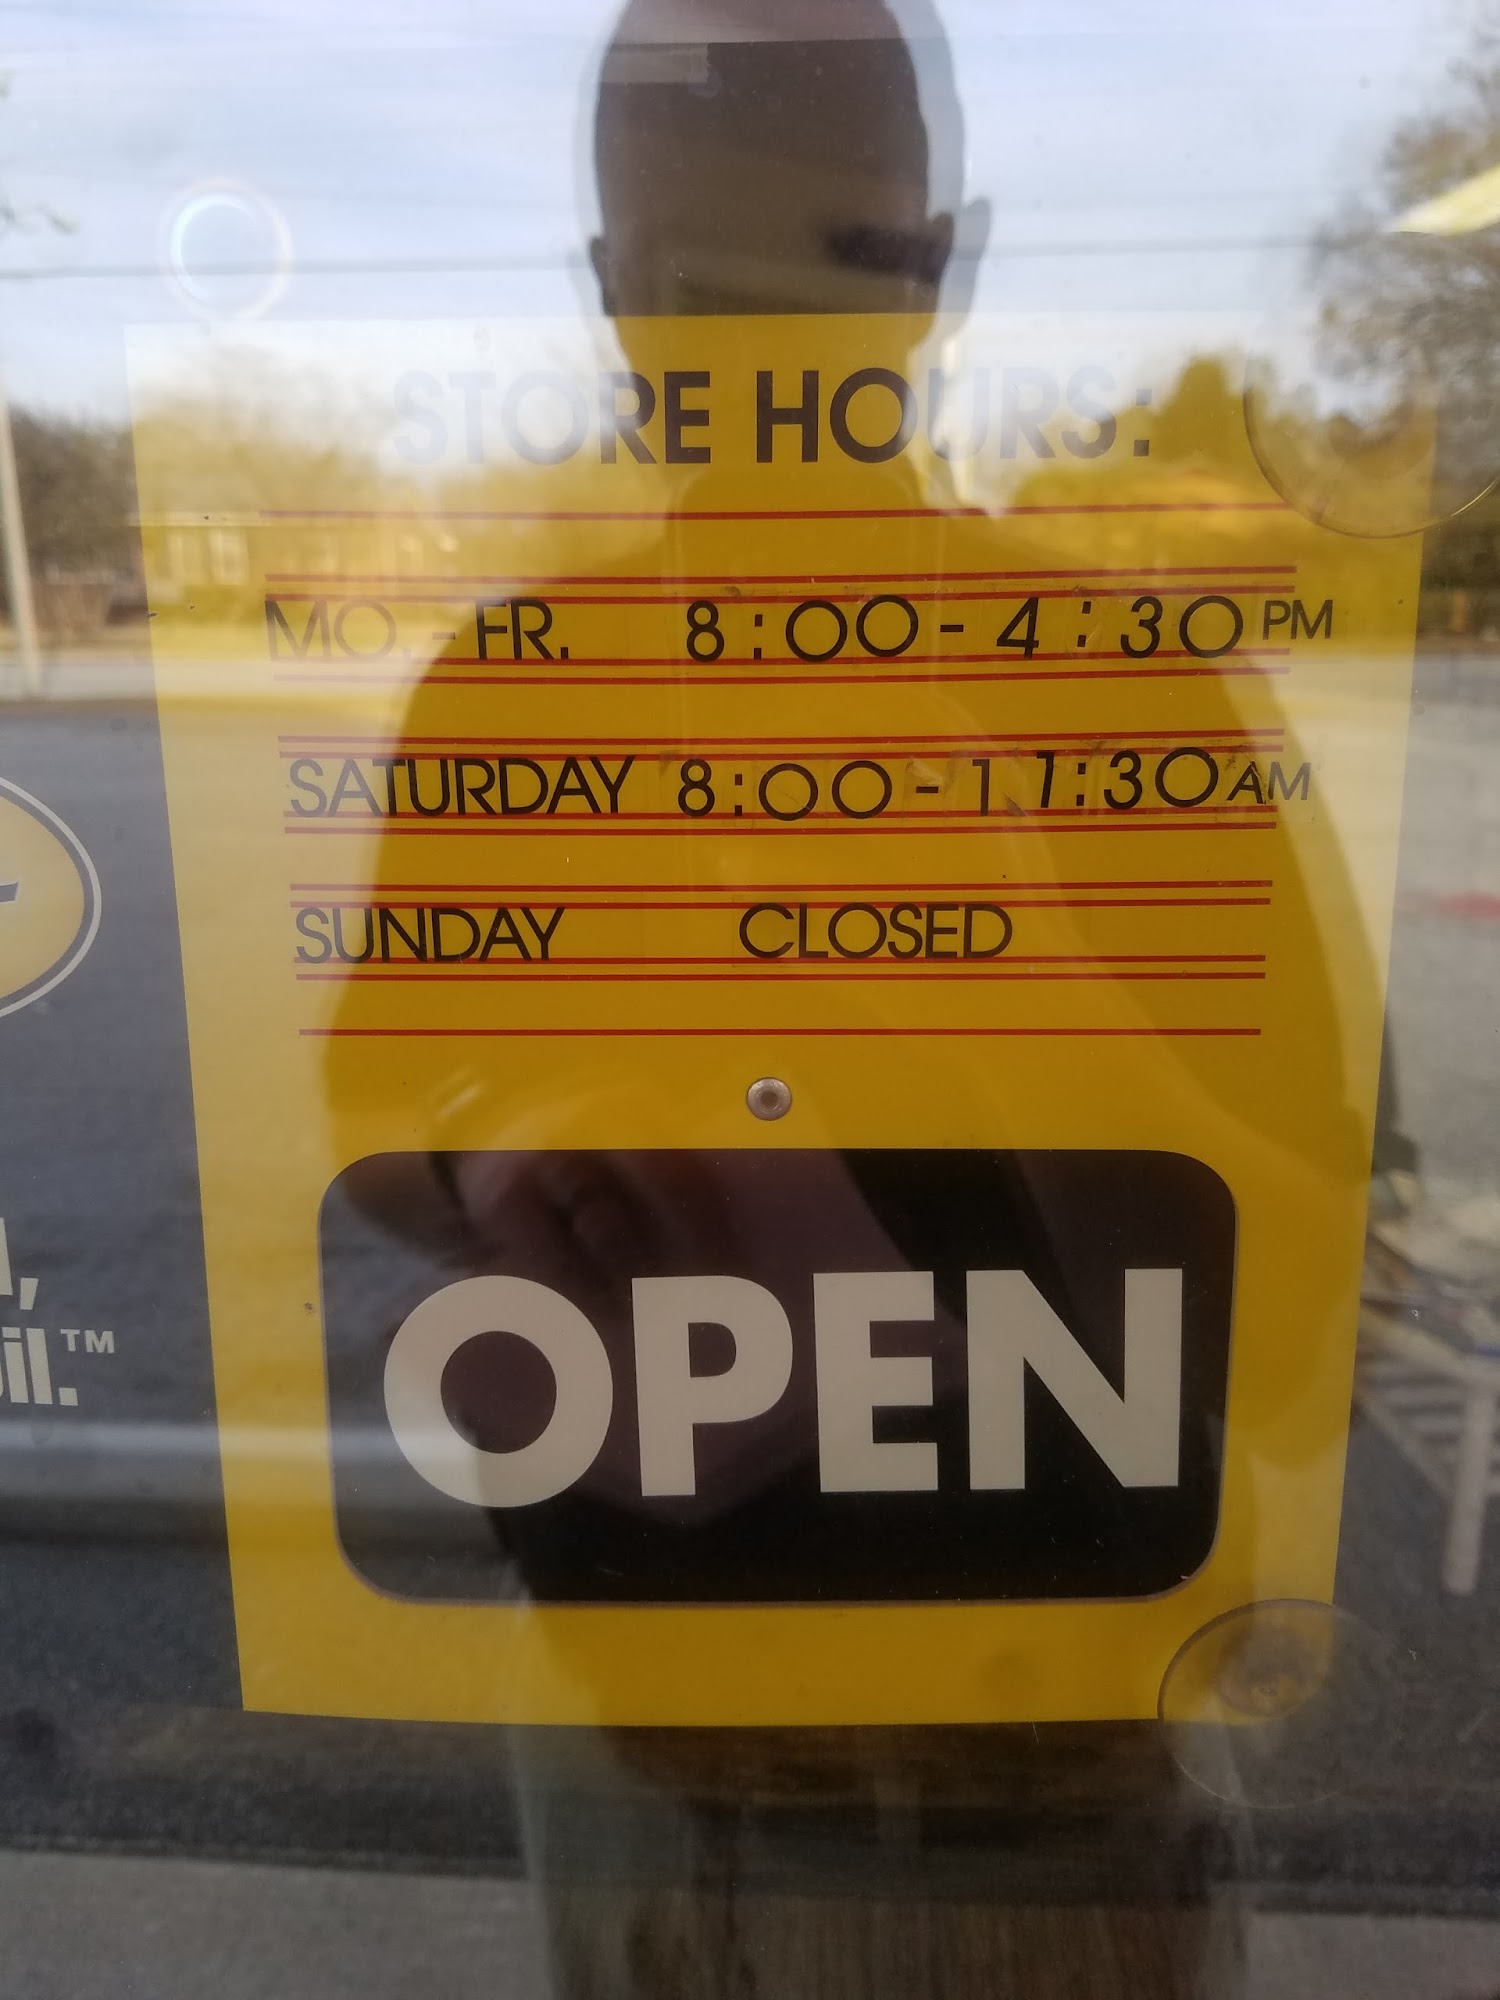 STORE HOURS:
MO. - FR. 8:00-4:30 PM
SATURDAY 8:00-11:30 AM
SUNDAY CLOSED
OPEN